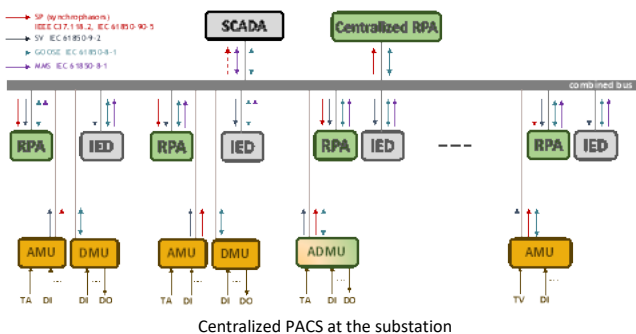 SP (synchrophasors)
IEEE C37.118.2, IEC 61850-90-5
SV IEC 61850-9-2
GOOSE IEC 61850-8-1
MMS IEC 61850-8-1
SCADA
Centralized RPA
combined bus
RPA IED RPA IED RPA IED RPA IED
AMU DMU AMU DMU ADMU AMU
TA DI DI DO TA DI DI DO TA DI DI DO TV DI
... ... ... ... ... ...
Centralized PACS at the substation